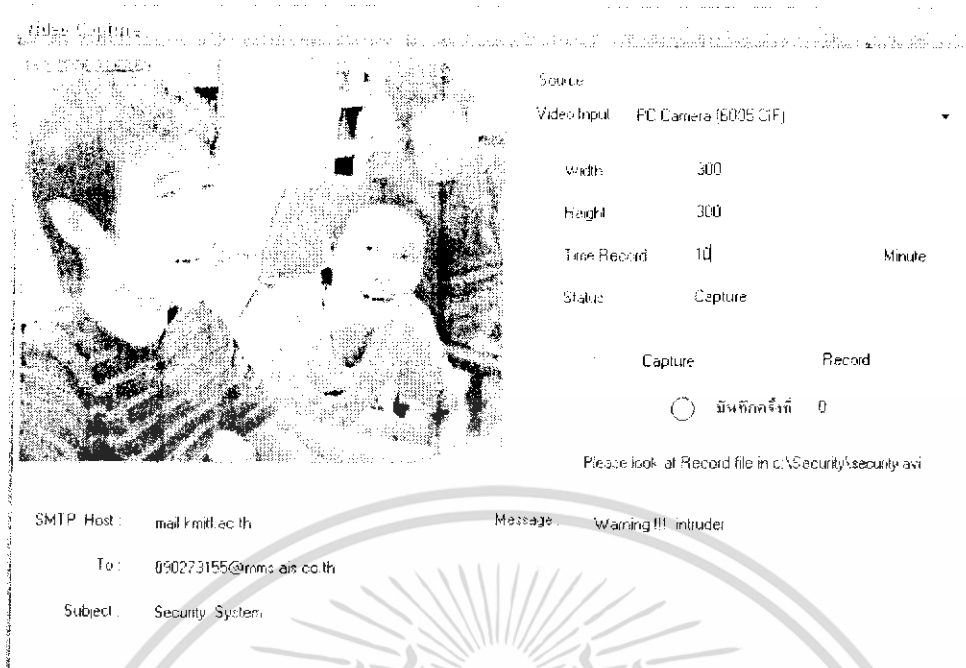 Video Capture
Source
Video Input PC Camera (6005 CIF)
Width 300
Height 300
Time Record 10 Minute
Status Capture
Capture Record
บันทึกครั้งที่ 0
Please look at Record file in c:\Security\security.avi
SMTP Host : mail.kmitl.ac.th
Message : Warning !!! intruder
To : 890273155@mms.ais.co.th
Subject : Security System